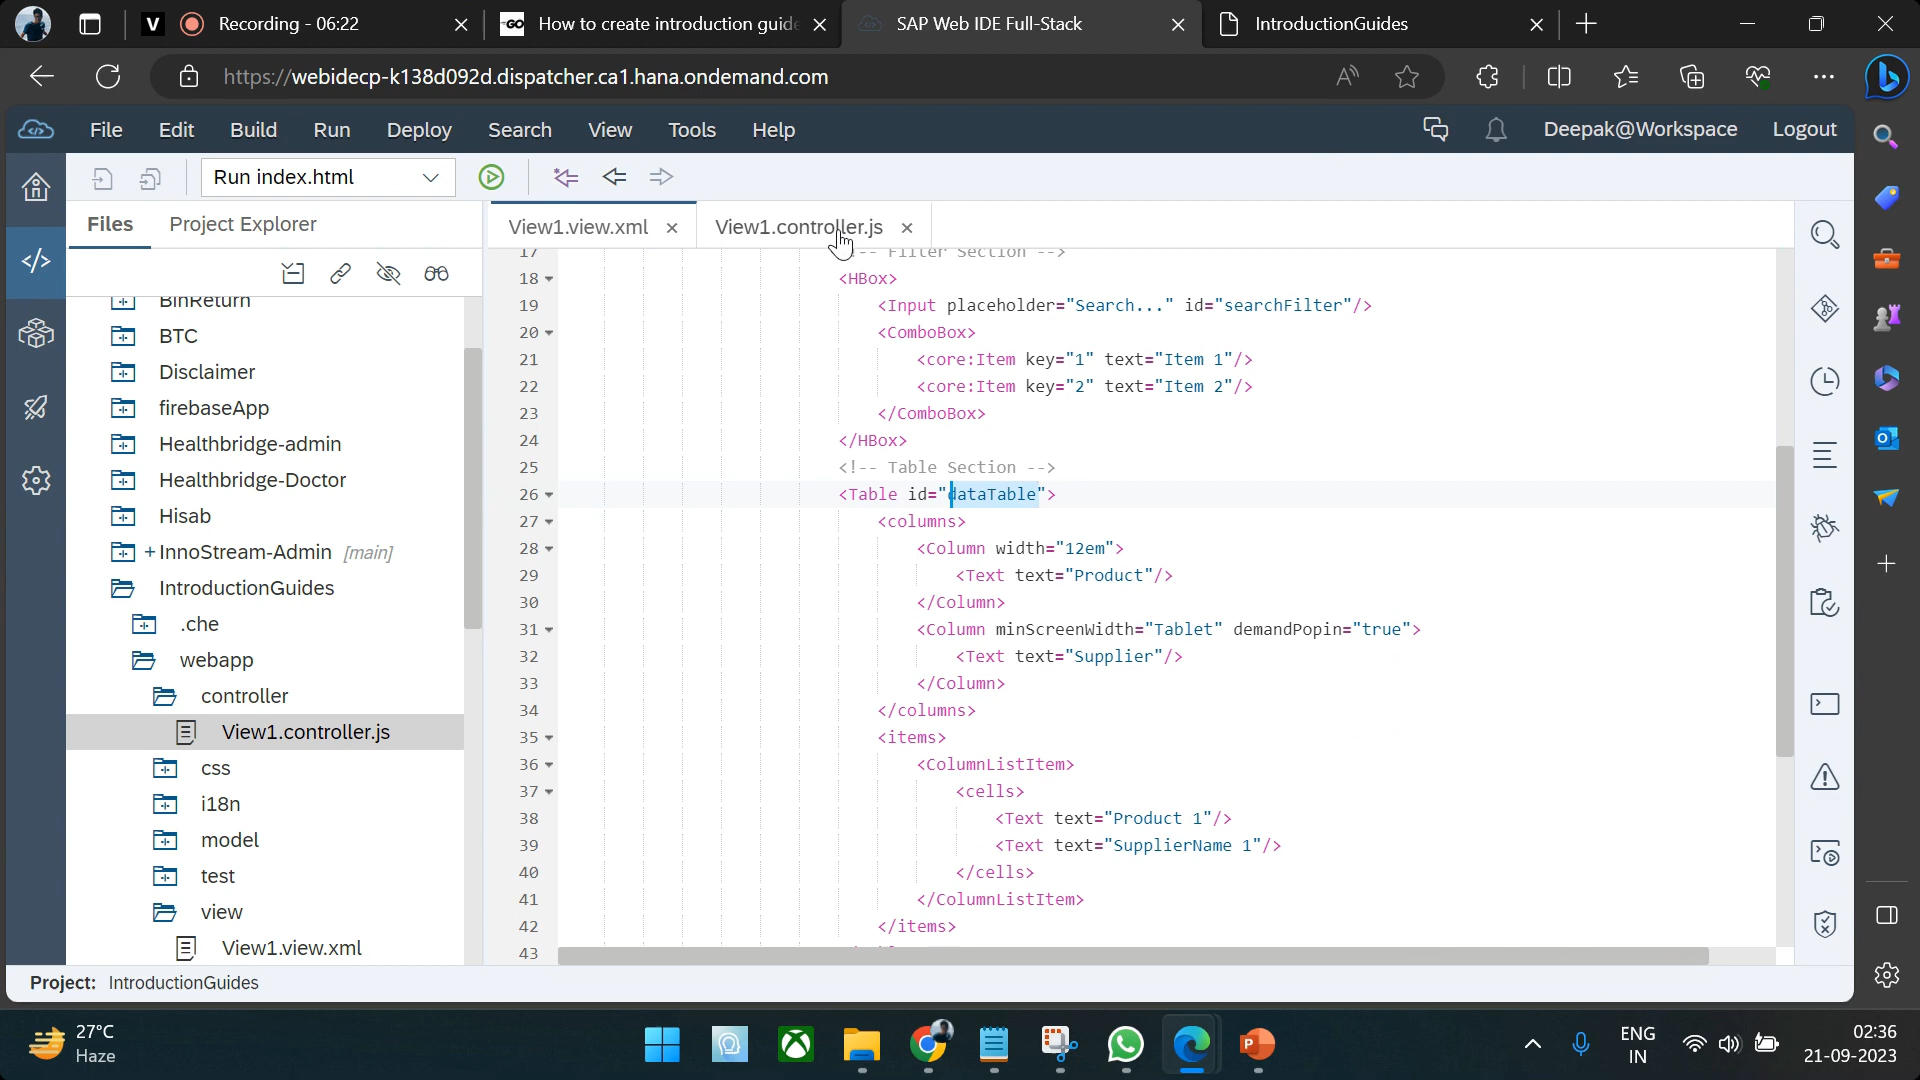 V Recording - 06:22
GO How to create introduction guide
SAP Web IDE Full-Stack
IntroductionGuides
https://webidecp-k138d092d.dispatcher.ca1.hana.ondemand.com
File Edit Build Run Deploy Search View Tools Help
Deepak@Workspace Logout
Run index.html
Files Project Explorer
View1.view.xml View1.controller.js
BinReturn
BTC
Disclaimer
firebaseApp
Healthbridge-admin
Healthbridge-Doctor
Hisab
+ InnoStream-Admin [main]
IntroductionGuides
.che
webapp
controller
View1.controller.js
css
i18n
model
test
view
View1.view.xml
17 <!-- Filter Section -->
18 <HBox>
19 <Input placeholder="Search..." id="searchFilter"/>
20 <ComboBox>
21 <core:Item key="1" text="Item 1"/>
22 <core:Item key="2" text="Item 2"/>
23 </ComboBox>
24 </HBox>
25 <!-- Table Section -->
26 <Table id="dataTable">
27 <columns>
28 <Column width="12em">
29 <Text text="Product"/>
30 </Column>
31 <Column minScreenWidth="Tablet" demandPopin="true">
32 <Text text="Supplier"/>
33 </Column>
34 </columns>
35 <items>
36 <ColumnListItem>
37 <cells>
38 <Text text="Product 1"/>
39 <Text text="SupplierName 1"/>
40 </cells>
41 </ColumnListItem>
42 </items>
43
Project: IntroductionGuides
27°C
Haze
ENG
IN
02:36
21-09-2023